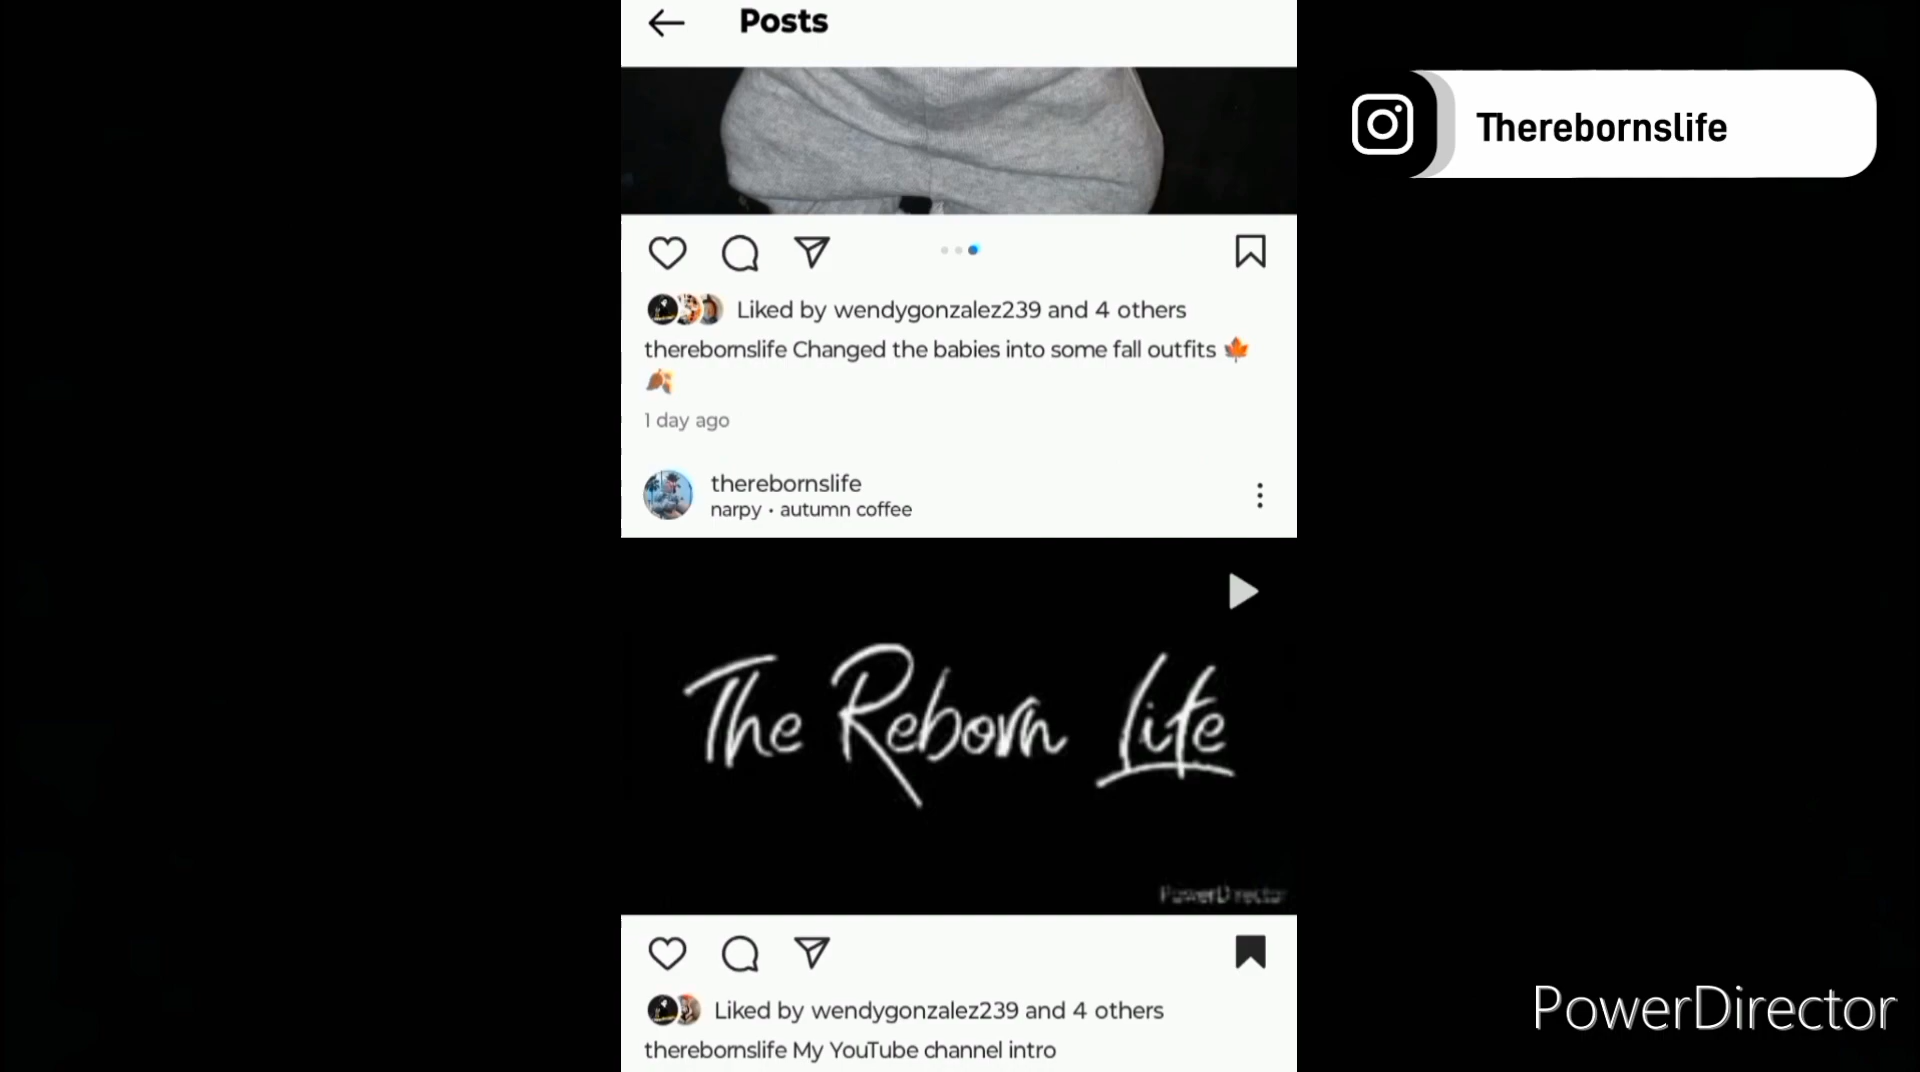 Posts
Therebornslife
Liked by wendygonzalez239 and 4 others
therebornslife Changed the babies into some fall outfits 🍁
🍂
1 day ago
therebornslife
narpy • autumn coffee
The Reborn Life
PowerDirector
Liked by wendygonzalez239 and 4 others
therebornslife My YouTube channel intro
PowerDirector